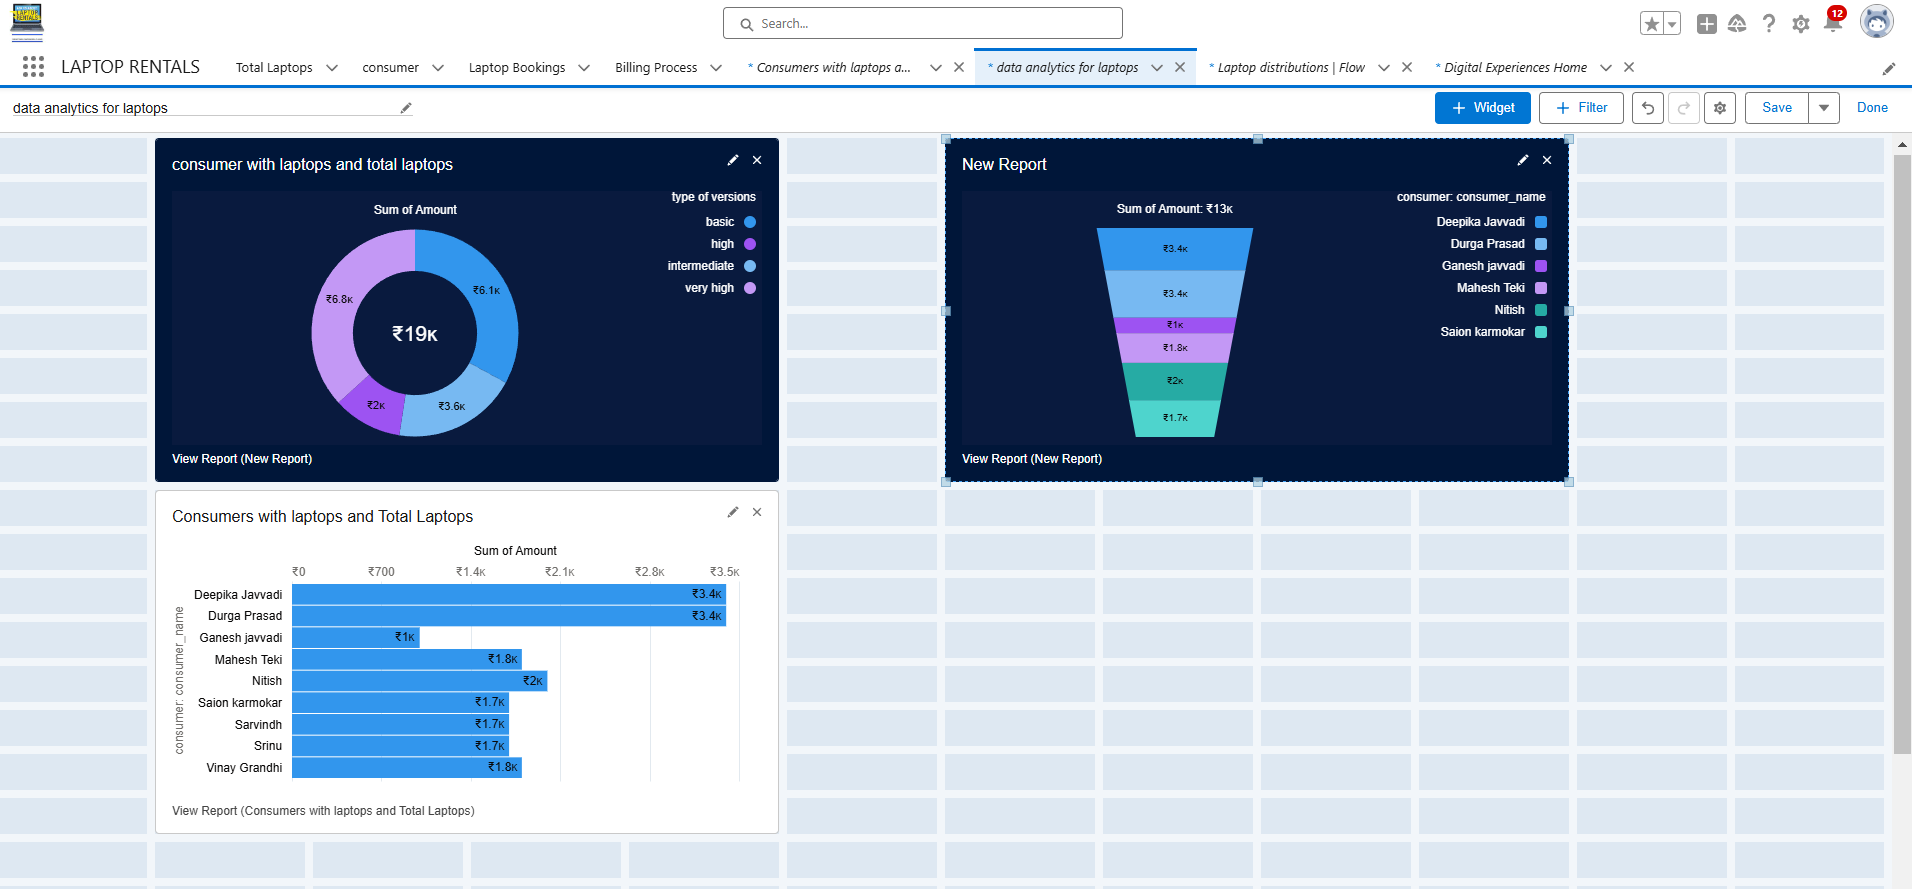 LAPTOP RENTALS
Search...
12
LAPTOP RENTALS
Total Laptops
consumer
Laptop Bookings
Billing Process
* Consumers with laptops a...
* data analytics for laptops
* Laptop distributions | Flow
* Digital Experiences Home
data analytics for laptops
+ Widget
+ Filter
Save
Done
consumer with laptops and total laptops
Sum of Amount
type of versions
basic
high
intermediate
very high
₹6.1K
₹6.8K
₹19K
₹2K
₹3.6K
View Report (New Report)
New Report
Sum of Amount: ₹13K
consumer: consumer_name
Deepika Javvadi
Durga Prasad
Ganesh javvadi
Mahesh Teki
Nitish
Saion karmokar
₹3.4K
₹3.4K
₹1K
₹1.8K
₹2K
₹1.7K
View Report (New Report)
Consumers with laptops and Total Laptops
Sum of Amount
₹0 ₹700 ₹1.4K ₹2.1K ₹2.8K ₹3.5K
consumer: consumer_name
Deepika Javvadi ₹3.4K
Durga Prasad ₹3.4K
Ganesh javvadi ₹1K
Mahesh Teki ₹1.8K
Nitish ₹2K
Saion karmokar ₹1.7K
Sarvindh ₹1.7K
Srinu ₹1.7K
Vinay Grandhi ₹1.8K
View Report (Consumers with laptops and Total Laptops)